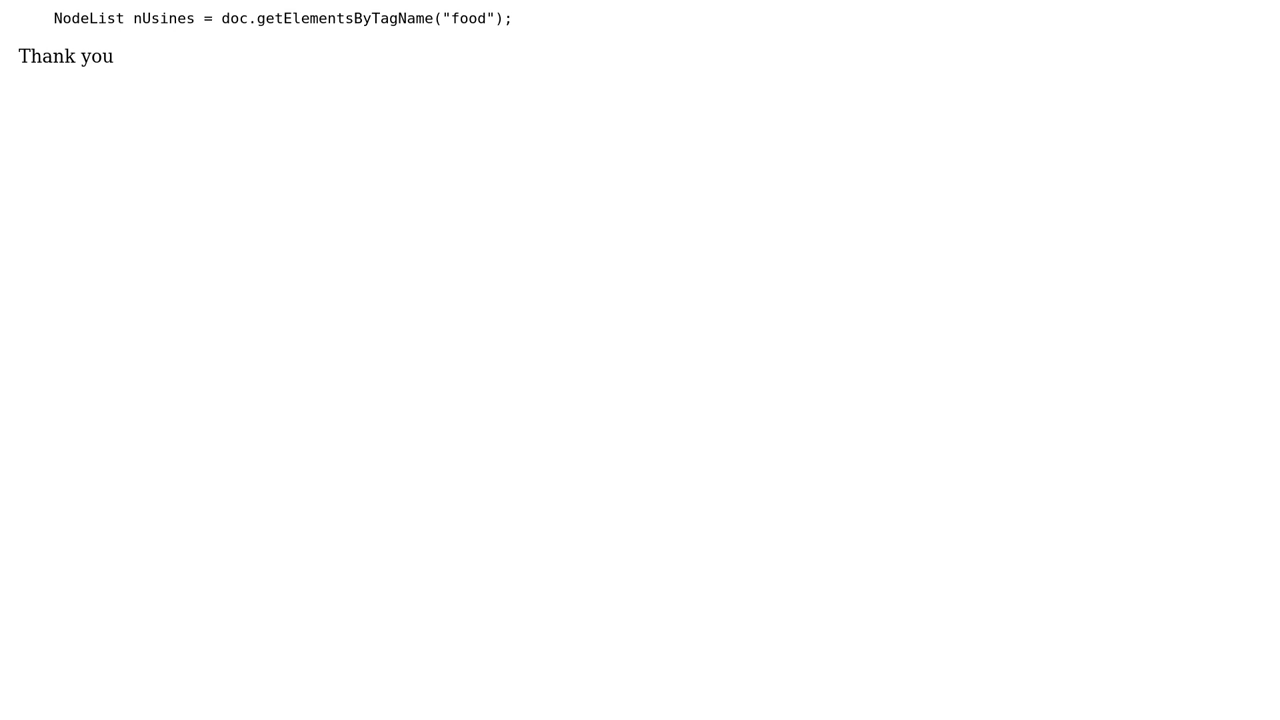 NodeList nUsines = doc.getElementsByTagName("food");
Thank you